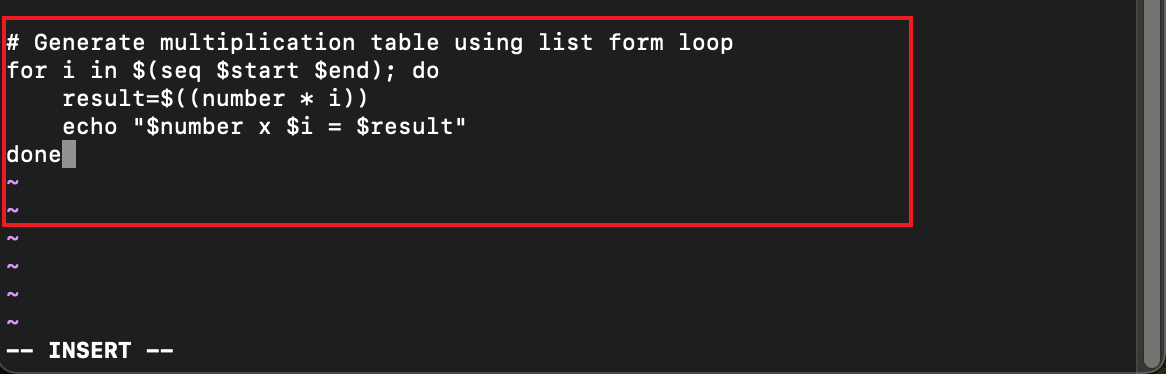 # Generate multiplication table using list form loop
for i in $(seq $start $end); do
    result=$((number * i))
    echo "$number x $i = $result"
done
~
~
~
~
~
~
-- INSERT --